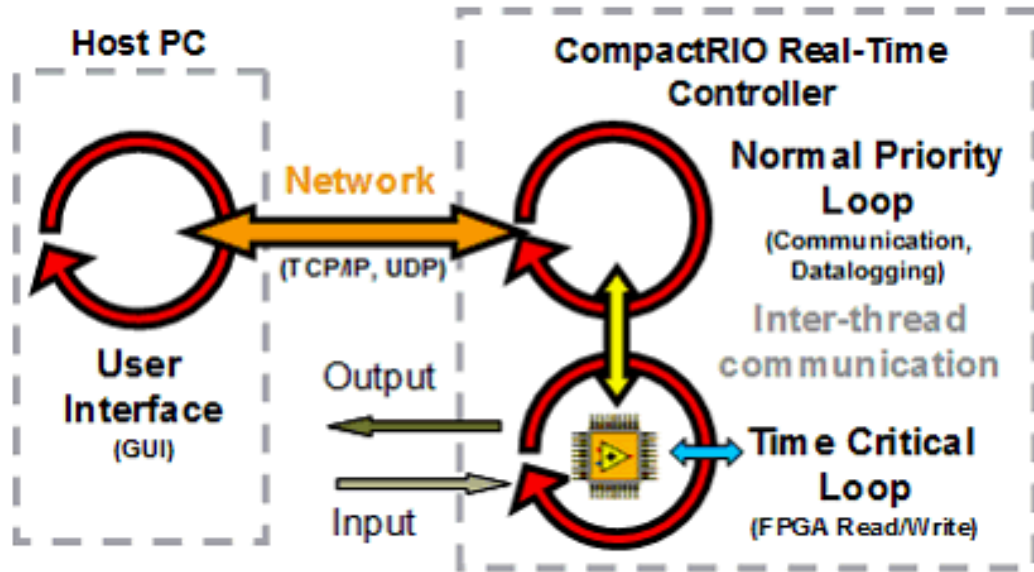 Host PC
CompactRIO Real-Time
Controller
Network
(TCP/IP, UDP)
Normal Priority
Loop
(Communication,
Datalogging)
Inter-thread
communication
User
Interface
(GUI)
Output
Input
Time Critical
Loop
(FPGA Read/Write)